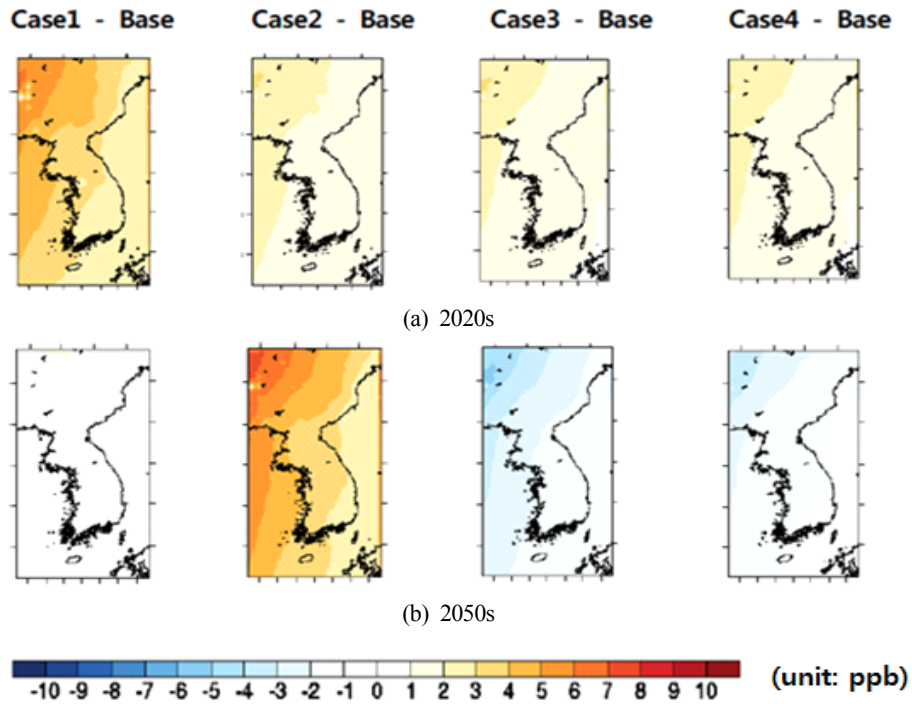 Case1 - Base Case2 - Base Case3 - Base Case4 - Base
(a) 2020s
(b) 2050s
-10 -9 -8 -7 -6 -5 -4 -3 -2 -1 0 1 2 3 4 5 6 7 8 9 10 (unit: ppb)